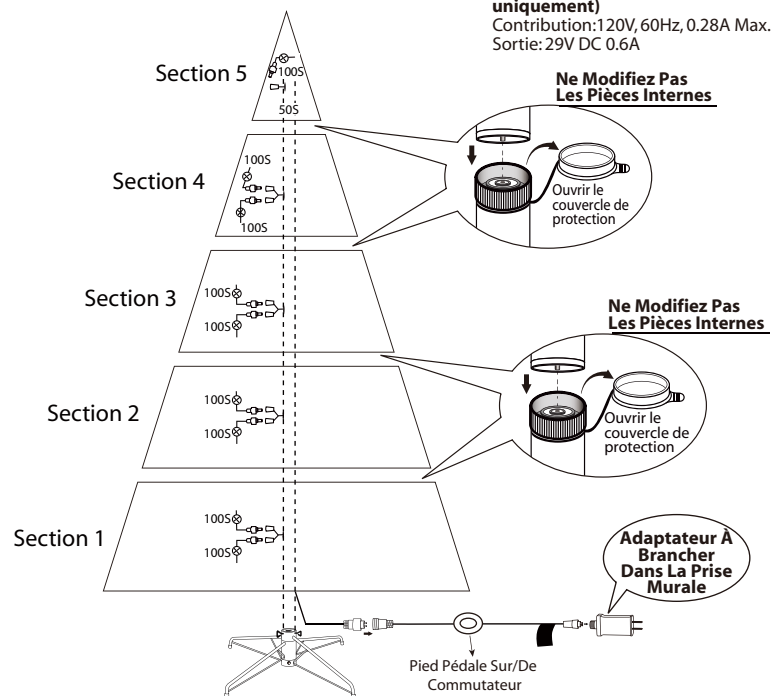 uniquement)
Contribution:120V, 60Hz, 0.28A Max.
Sortie: 29V DC 0.6A
Ne Modifiez Pas
Les Pièces Internes
Section 5
100S
50S
Section 4
100S
100S
Ouvrir le
couvercle de
protection
Section 3
100S
100S
Ne Modifiez Pas
Les Pièces Internes
Section 2
100S
100S
Ouvrir le
couvercle de
protection
Section 1
100S
100S
Adaptateur À
Brancher
Dans La Prise
Murale
Pied Pédale Sur/De
Commutateur